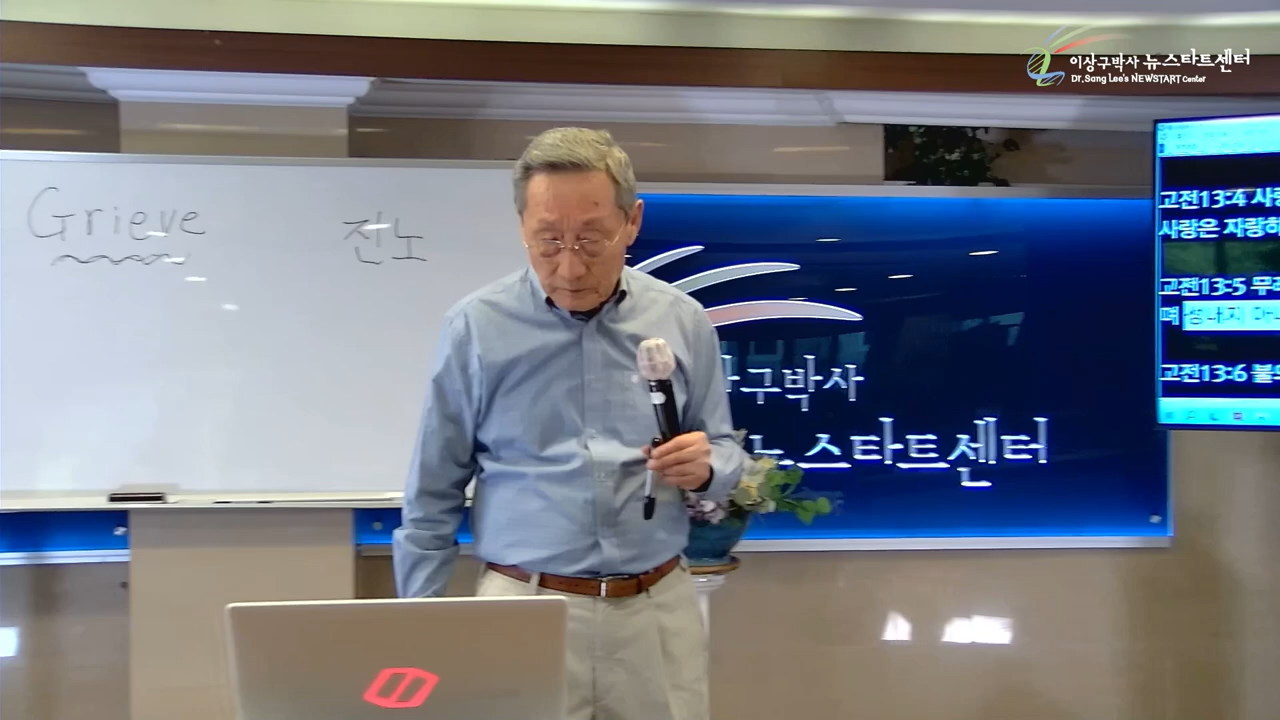 이상구박사 뉴스타트센터
Dr. Sang Lee's NEWSTART Center
Grieve
진노
고전13:4 사랑
사랑은 자랑하
고전13:5 무례
성내지 아니
고전13:6 불의
구박사
뉴스타트센터